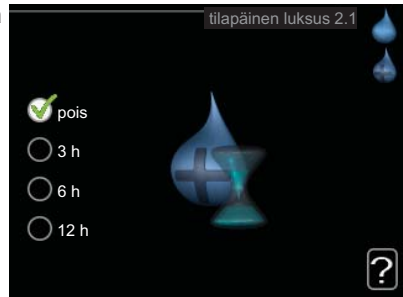 tilapäinen luksus 2.1
pois
3 h
6 h
12 h
?